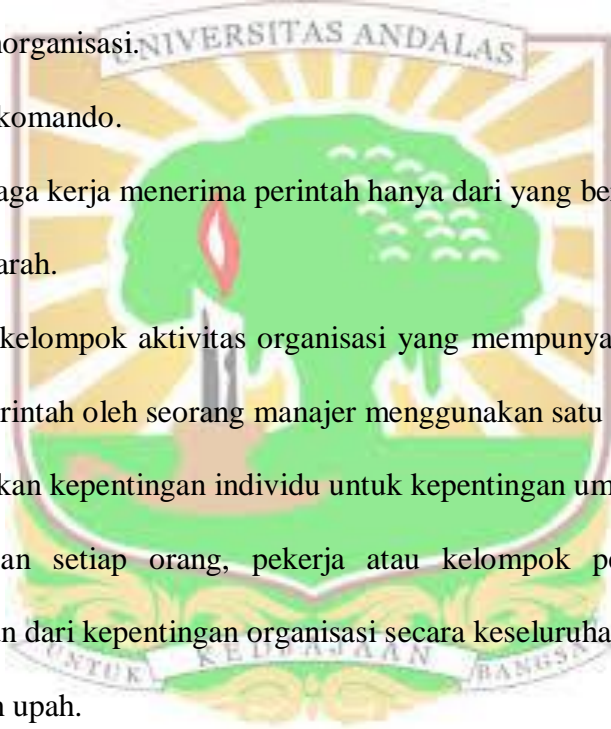 norganisasi.
UNIVERSITAS ANDALAS
komando.
aga kerja menerima perintah hanya dari yang be
arah.
kelompok aktivitas organisasi yang mempunya
rintah oleh seorang manajer menggunakan satu
kan kepentingan individu untuk kepentingan um
an setiap orang, pekerja atau kelompok pe
n dari kepentingan organisasi secara keseluruha
UNTUK KEDJAJAAN BANGSA
n upah.